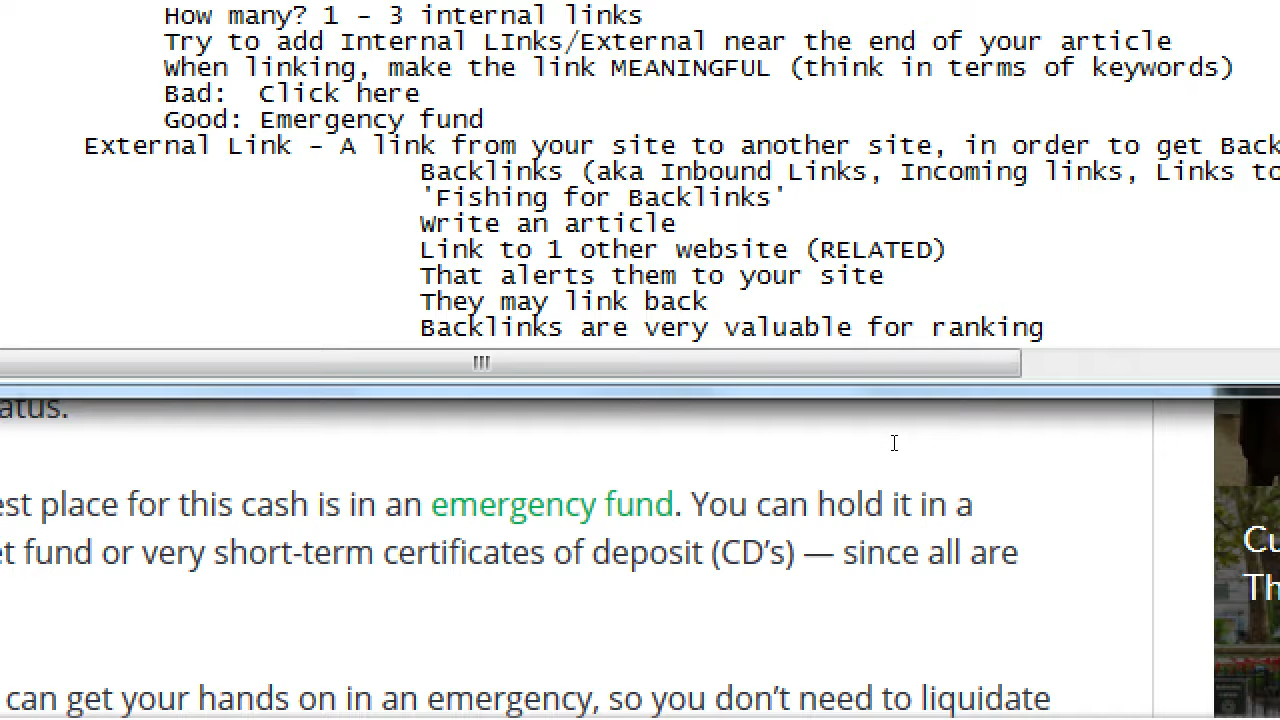 How many? 1 - 3 internal links
Try to add Internal LInks/External near the end of your article
When linking, make the link MEANINGFUL (think in terms of keywords)
Bad:  Click here
Good: Emergency fund
External Link - A link from your site to another site, in order to get Back
Backlinks (aka Inbound Links, Incoming links, Links to
'Fishing for Backlinks'
Write an article
Link to 1 other website (RELATED)
That alerts them to your site
They may link back
Backlinks are very valuable for ranking
atus.
est place for this cash is in an emergency fund. You can hold it in a
et fund or very short-term certificates of deposit (CD's) — since all are
can get your hands on in an emergency, so you don't need to liquidate
Cu
Th